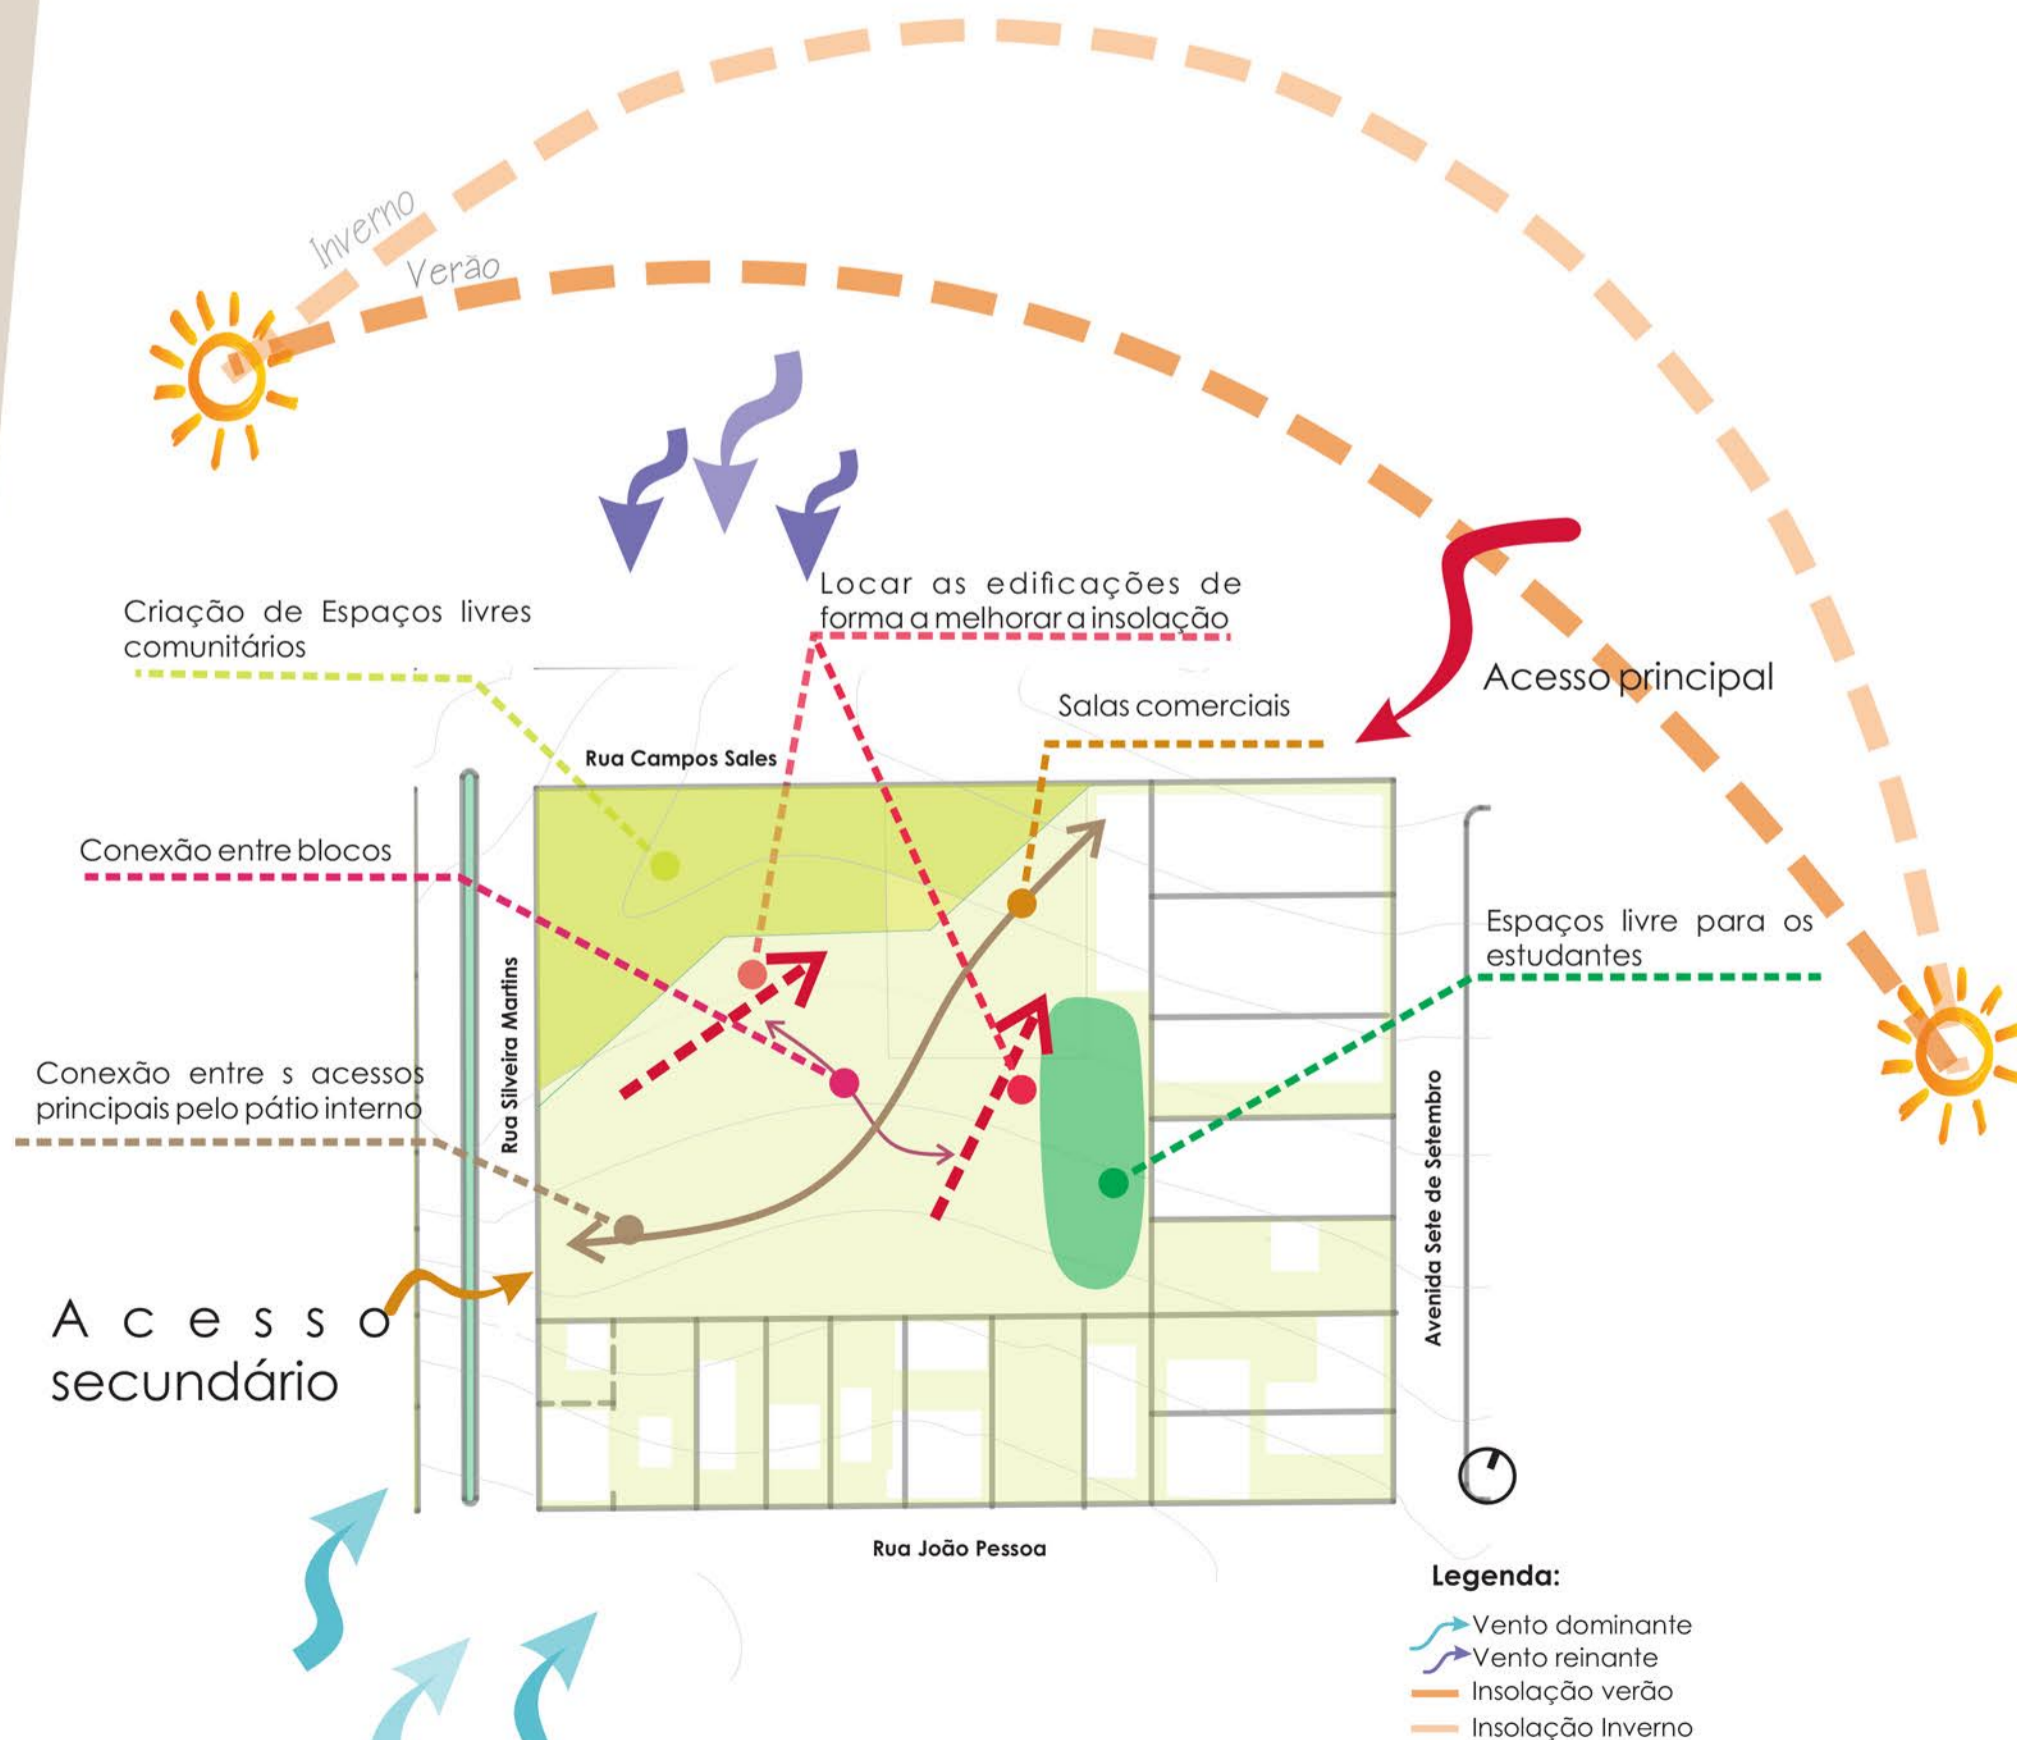 Inverno
Verão
Locar as edificações de
forma a melhorar a insolação
Criação de Espaços livres
comunitários
Acesso principal
Salas comerciais
Rua Campos Sales
Conexão entre blocos
Espaços livre para os
estudantes
Rua Silveira Martins
Conexão entre s acessos
principais pelo pátio interno
Avenida Sete de Setembro
Acesso
secundário
Rua João Pessoa
Legenda:
Vento dominante
Vento reinante
Insolação verão
Insolação Inverno